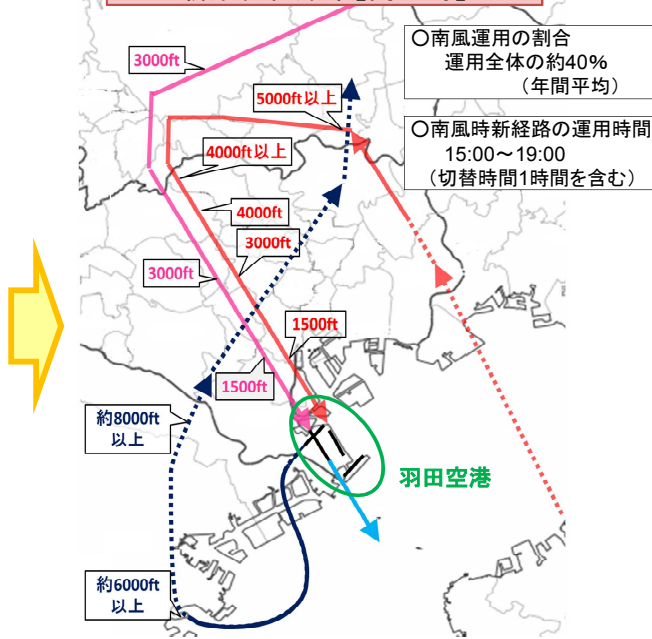 3000ft
○南風運用の割合
運用全体の約40%
（年間平均）
5000ft以上
○南風時新経路の運用時間
15:00～19:00
（切替時間1時間を含む）
4000ft以上
4000ft
3000ft
3000ft
1500ft
1500ft
約8000ft
以上
羽田空港
約6000ft
以上